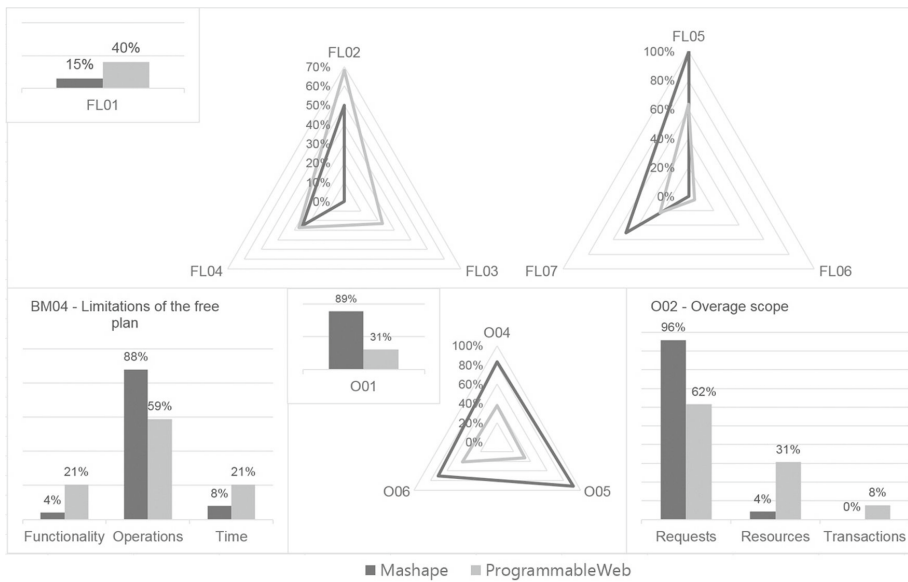 15%
40%
FL01
FL02
70%
60%
50%
40%
30%
20%
10%
0%
FL04
FL03
FL05
100%
80%
60%
40%
20%
0%
FL07
FL06
BM04 - Limitations of the free
plan
4%
21%
88%
59%
8%
21%
Functionality Operations Time
89%
31%
O01
O04
100%
80%
60%
40%
20%
0%
O06
O05
O02 - Overage scope
96%
62%
4%
31%
0%
8%
Requests Resources Transactions
Mashape ProgrammableWeb